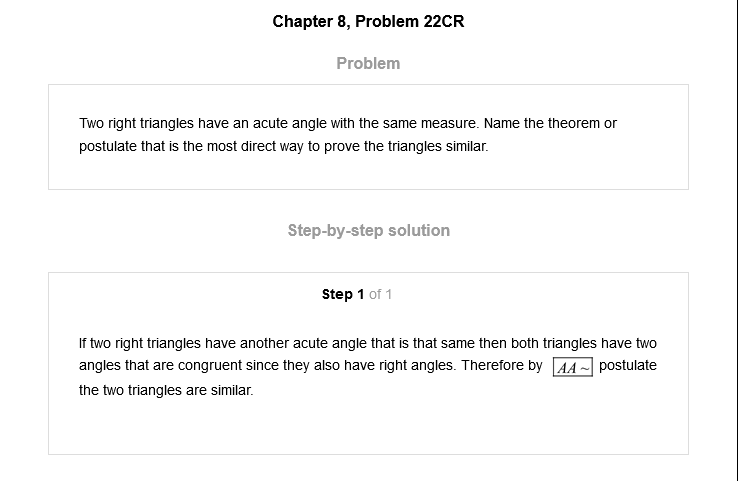 Chapter 8, Problem 22CR
Problem
Two right triangles have an acute angle with the same measure. Name the theorem or
postulate that is the most direct way to prove the triangles similar.
Step-by-step solution
Step 1 of 1
If two right triangles have another acute angle that is that same then both triangles have two
angles that are congruent since they also have right angles. Therefore by AA ~ postulate
the two triangles are similar.